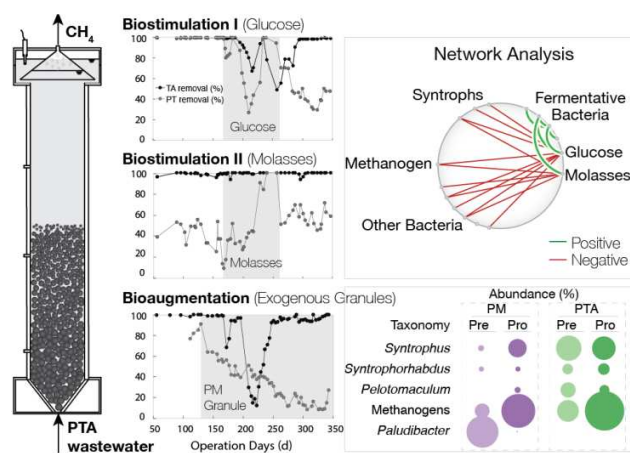 CH4
PTA
wastewater
Biostimulation I (Glucose)
100
80
60
40
20
0
TA removal (%)
PT removal (%)
Glucose
Biostimulation II (Molasses)
100
80
60
40
20
0
Molasses
Bioaugmentation (Exogenous Granules)
100
80
60
40
20
0
PM
Granule
50 100 150 200 250 300 350
Operation Days (d)
Network Analysis
Syntrophs
Fermentative
Bacteria
Glucose
Molasses
Methanogen
Other Bacteria
Positive
Negative
Abundance (%)
PM PTA
Taxonomy Pre Pro Pre Pro
Syntrophus
Syntrophorhabdus
Pelotomaculum
Methanogens
Paludibacter